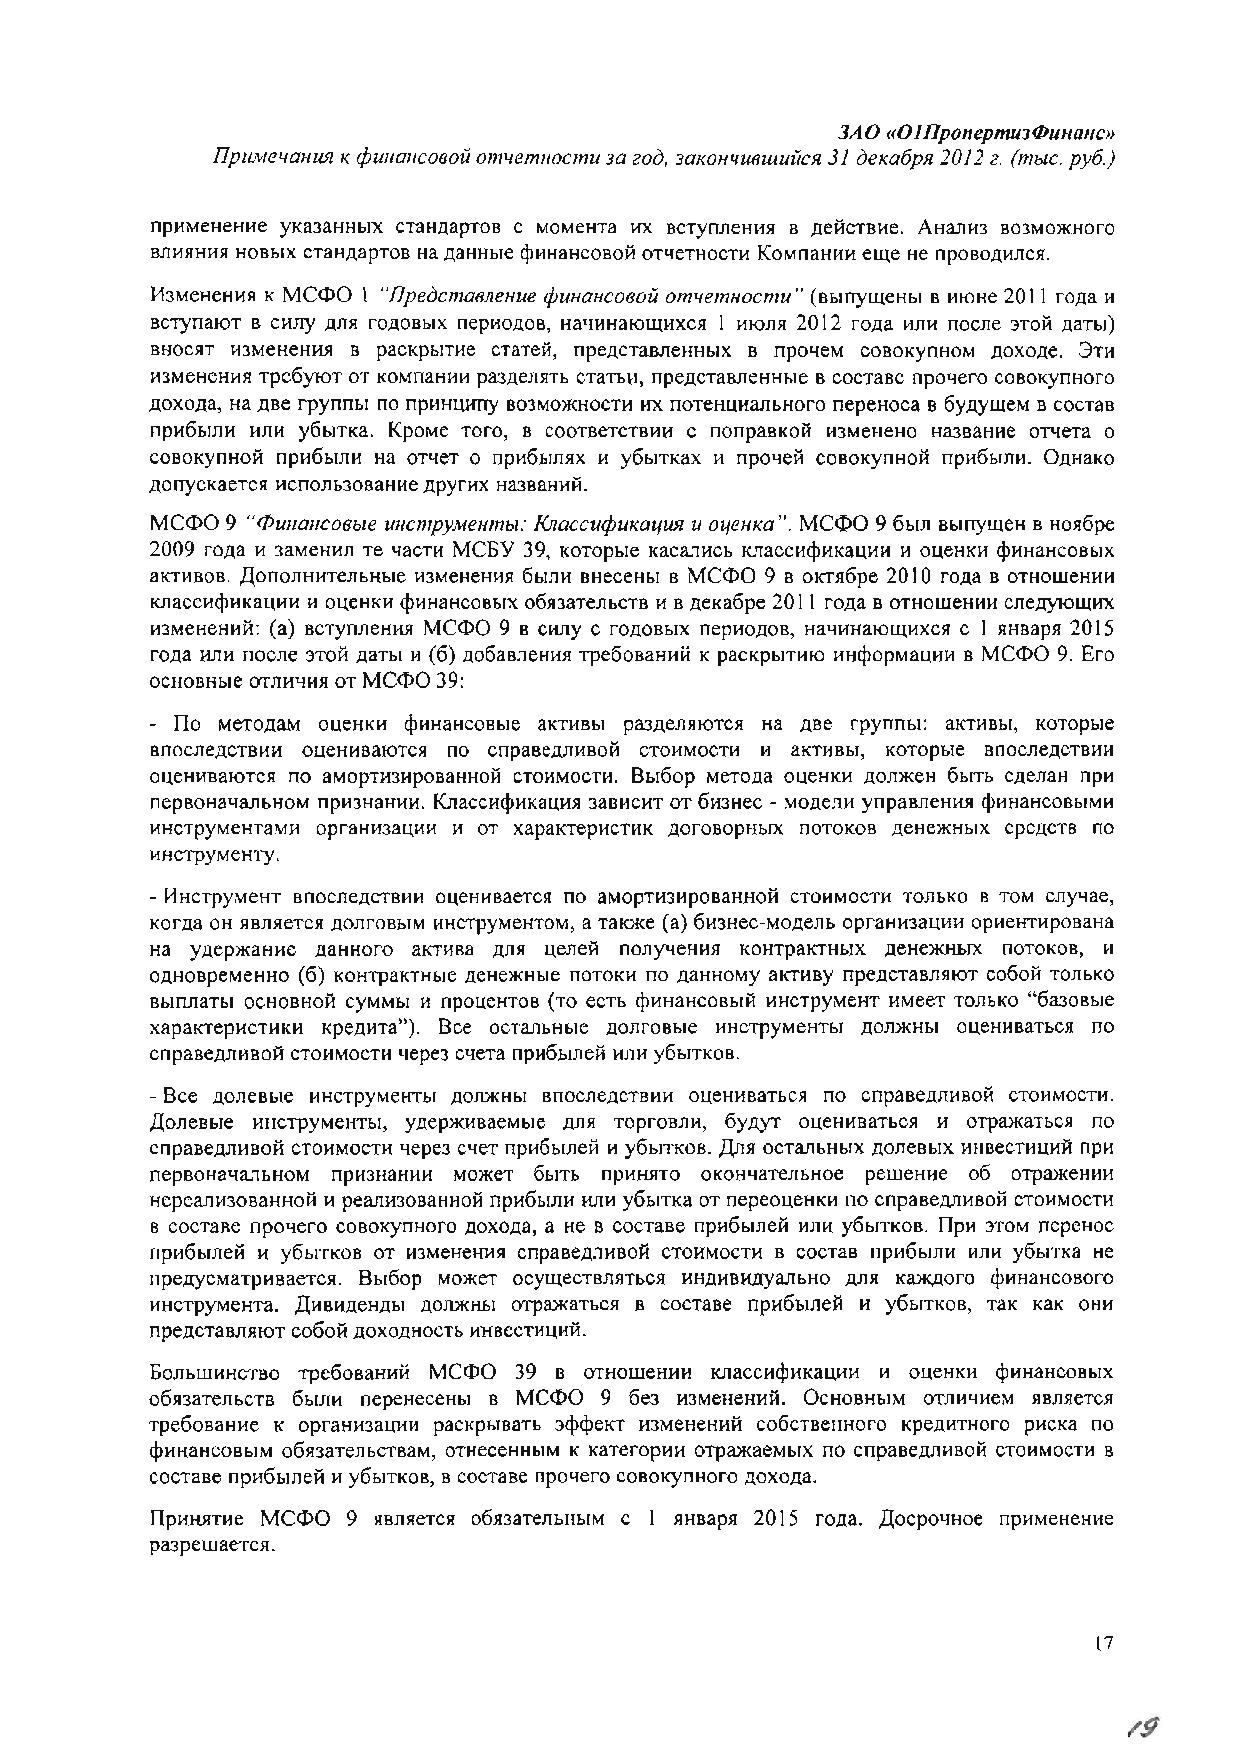 ЗАО «О1ПропертизФинанс»
Примечания к финансовой отчетности за год, закончившийся 31 декабря 2012 г. (тыс. руб.)
применение указанных стандартов с момента их вступления в действие. Анализ возможного
влияния новых стандартов на данные финансовой отчетности Компании еще не проводился.
Изменения к МСФО 1 "Представление финансовой отчетности" (выпущены в июне 2011 года и
вступают в силу для годовых периодов, начинающихся 1 июля 2012 года или после этой даты)
вносят изменения в раскрытие статей, представленных в прочем совокупном доходе. Эти
изменения требуют от компании разделять статьи, представленные в составе прочего совокупного
дохода, на две группы по принципу возможности их потенциального переноса в будущем в состав
прибыли или убытка. Кроме того, в соответствии с поправкой изменено название отчета о
совокупной прибыли на отчет о прибылях и убытках и прочей совокупной прибыли. Однако
допускается использование других названий.
МСФО 9 "Финансовые инструменты: Классификация и оценка". МСФО 9 был выпущен в ноябре
2009 года и заменил те части МСБУ 39, которые касались классификации и оценки финансовых
активов. Дополнительные изменения были внесены в МСФО 9 в октябре 2010 года в отношении
классификации и оценки финансовых обязательств и в декабре 2011 года в отношении следующих
изменений: (а) вступления МСФО 9 в силу с годовых периодов, начинающихся с 1 января 2015
года или после этой даты и (б) добавления требований к раскрытию информации в МСФО 9. Его
основные отличия от МСФО 39:
- По методам оценки финансовые активы разделяются на две группы: активы, которые
впоследствии оцениваются по справедливой стоимости и активы, которые впоследствии
оцениваются по амортизированной стоимости. Выбор метода оценки должен быть сделан при
первоначальном признании. Классификация зависит от бизнес - модели управления финансовыми
инструментами организации и от характеристик договорных потоков денежных средств по
инструменту.
- Инструмент впоследствии оценивается по амортизированной стоимости только в том случае,
когда он является долговым инструментом, а также (а) бизнес-модель организации ориентирована
на удержание данного актива для целей получения контрактных денежных потоков, и
одновременно (б) контрактные денежные потоки по данному активу представляют собой только
выплаты основной суммы и процентов (то есть финансовый инструмент имеет только “базовые
характеристики кредита”). Все остальные долговые инструменты должны оцениваться по
справедливой стоимости через счета прибылей или убытков.
- Все долевые инструменты должны впоследствии оцениваться по справедливой стоимости.
Долевые инструменты, удерживаемые для торговли, будут оцениваться и отражаться по
справедливой стоимости через счет прибылей и убытков. Для остальных долевых инвестиций при
первоначальном признании может быть принято окончательное решение об отражении
нереализованной и реализованной прибыли или убытка от переоценки по справедливой стоимости
в составе прочего совокупного дохода, а не в составе прибылей или убытков. При этом перенос
прибылей и убытков от изменения справедливой стоимости в состав прибыли или убытка не
предусматривается. Выбор может осуществляться индивидуально для каждого финансового
инструмента. Дивиденды должны отражаться в составе прибылей и убытков, так как они
представляют собой доходность инвестиций.
Большинство требований МСФО 39 в отношении классификации и оценки финансовых
обязательств были перенесены в МСФО 9 без изменений. Основным отличием является
требование к организации раскрывать эффект изменений собственного кредитного риска по
финансовым обязательствам, отнесенным к категории отражаемых по справедливой стоимости в
составе прибылей и убытков, в составе прочего совокупного дохода.
Принятие МСФО 9 является обязательным с 1 января 2015 года. Досрочное применение
разрешается.
17
19